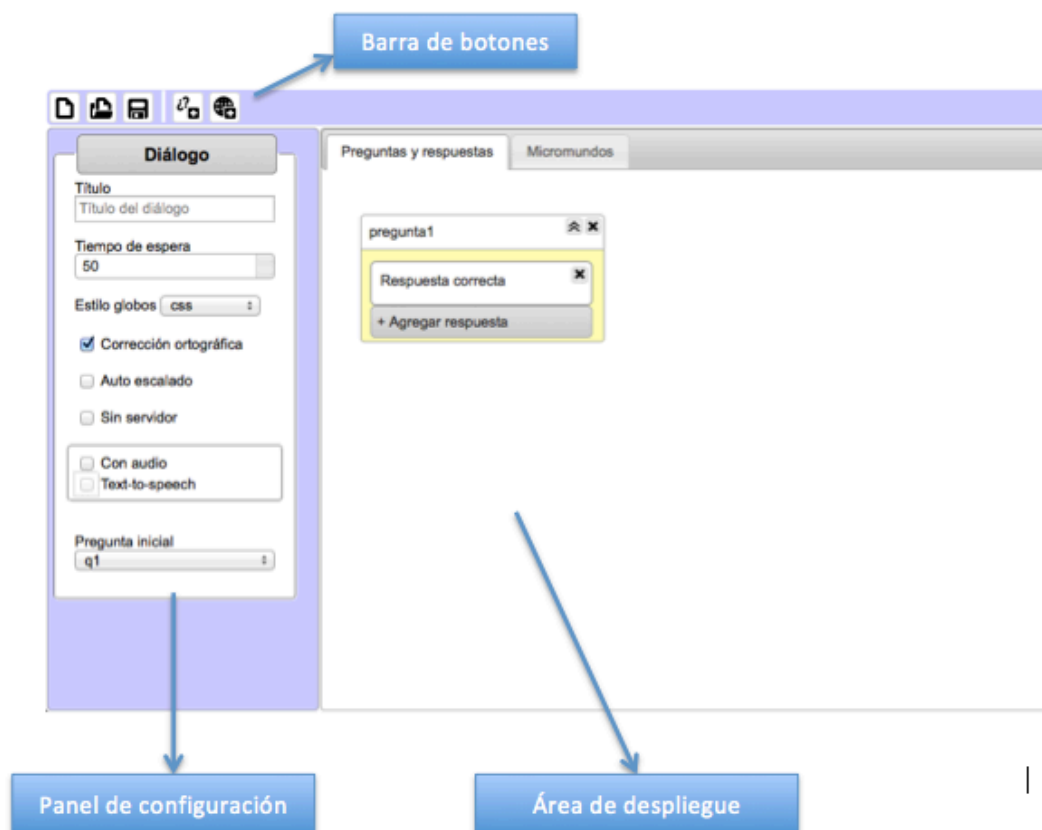 Barra de botones
Diálogo
Título
Título del diálogo
Tiempo de espera
50
Estilo globos css
Corrección ortográfica
Auto escalado
Sin servidor
Con audio
Text-to-speech
Pregunta inicial
q1
Preguntas y respuestas Micromundos
pregunta1
Respuesta correcta
+ Agregar respuesta
Panel de configuración
Área de despliegue